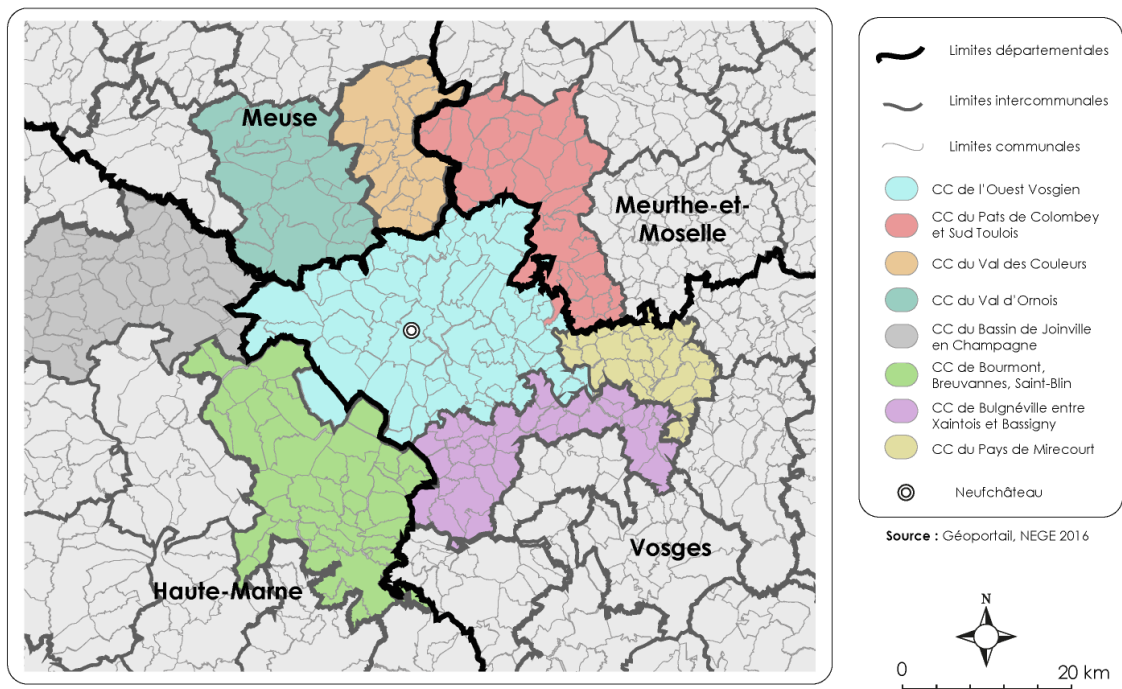 Meuse
Meurthe-et-
Moselle
Vosges
Haute-Marne
Limites départementales
Limites intercommunales
Limites communales
CC de l'Ouest Vosgien
CC du Pats de Colombey
et Sud Toulois
CC du Val des Couleurs
CC du Val d'Ornois
CC du Bassin de Joinville
en Champagne
CC de Bourmont,
Breuvannes, Saint-Blin
CC de Bulgnéville entre
Xaintois et Bassigny
CC du Pays de Mirecourt
Neufchâteau
Source : Géoportail, NEGE 2016
N
0
20 km